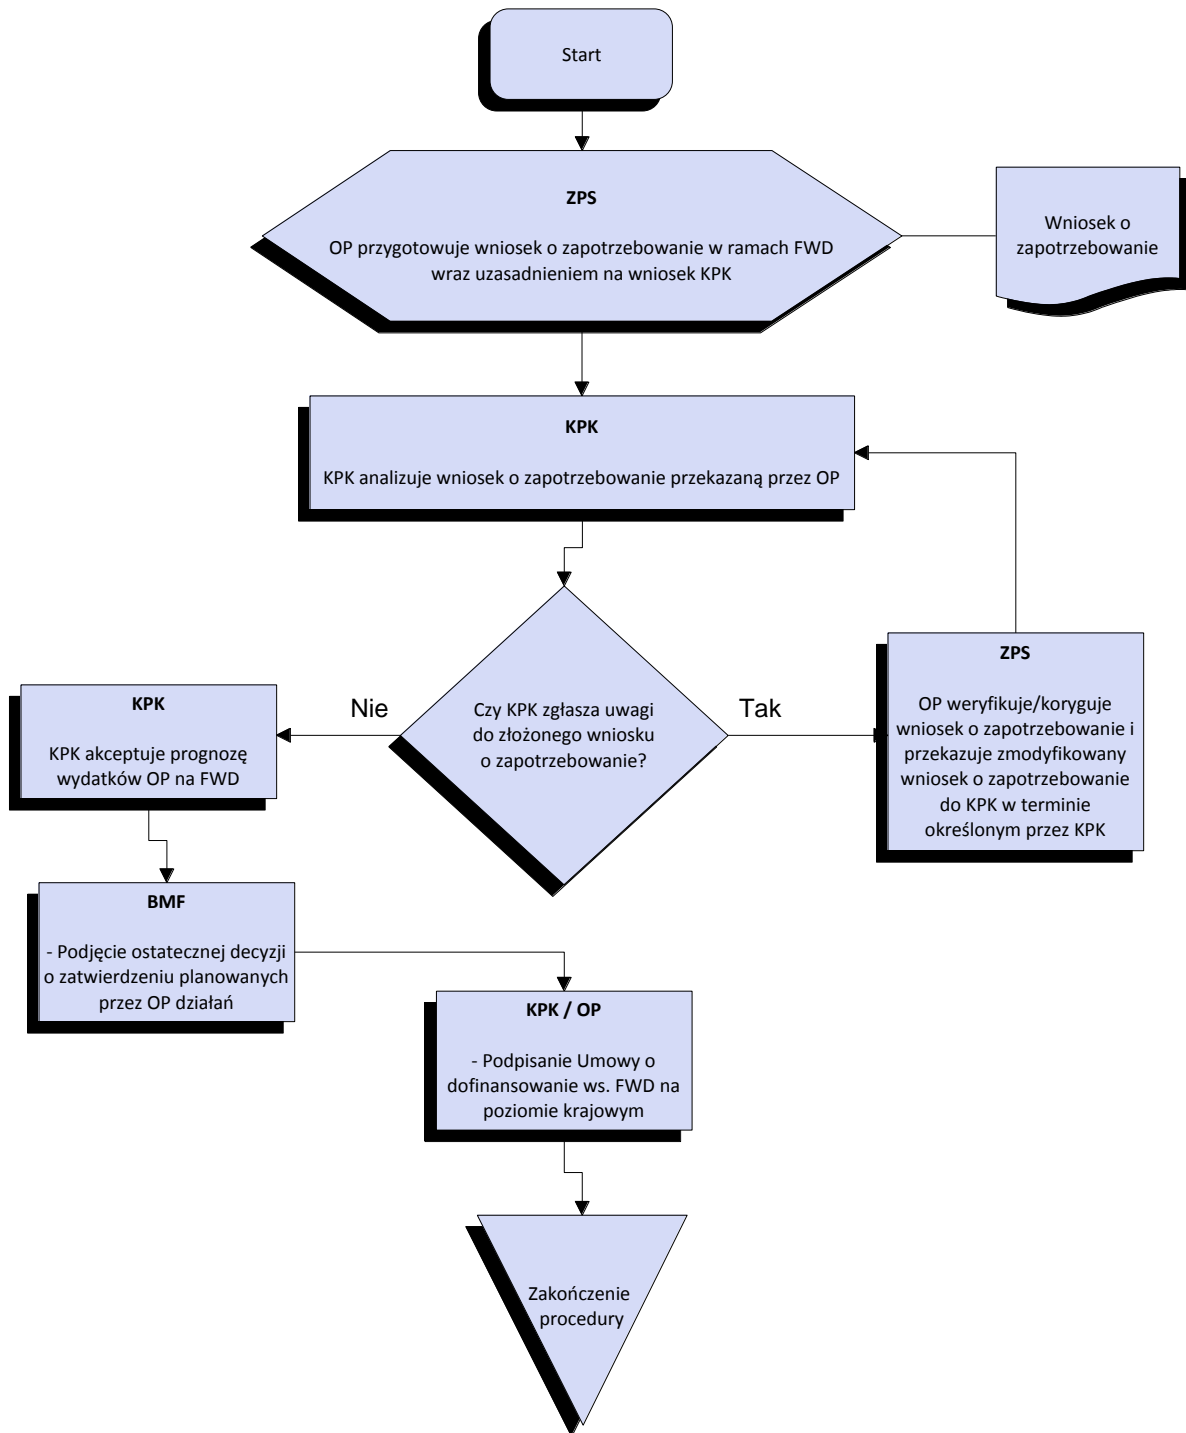 Start
ZPS
OP przygotowuje wniosek o zapotrzebowanie w ramach FWD
wraz uzasadnieniem na wniosek KPK
Wniosek o
zapotrzebowanie
KPK
KPK analizuje wniosek o zapotrzebowanie przekazaną przez OP
Czy KPK zgłasza uwagi
do złożonego wniosku
o zapotrzebowanie?
Nie
Tak
ZPS
OP weryfikuje/koryguje
wniosek o zapotrzebowanie i
przekazuje zmodyfikowany
wniosek o zapotrzebowanie
do KPK w terminie
określonym przez KPK
KPK
KPK akceptuje prognozę
wydatków OP na FWD
BMF
- Podjęcie ostatecznej decyzji
o zatwierdzeniu planowanych
przez OP działań
KPK / OP
- Podpisanie Umowy o
dofinansowanie ws. FWD na
poziomie krajowym
Zakończenie
procedury